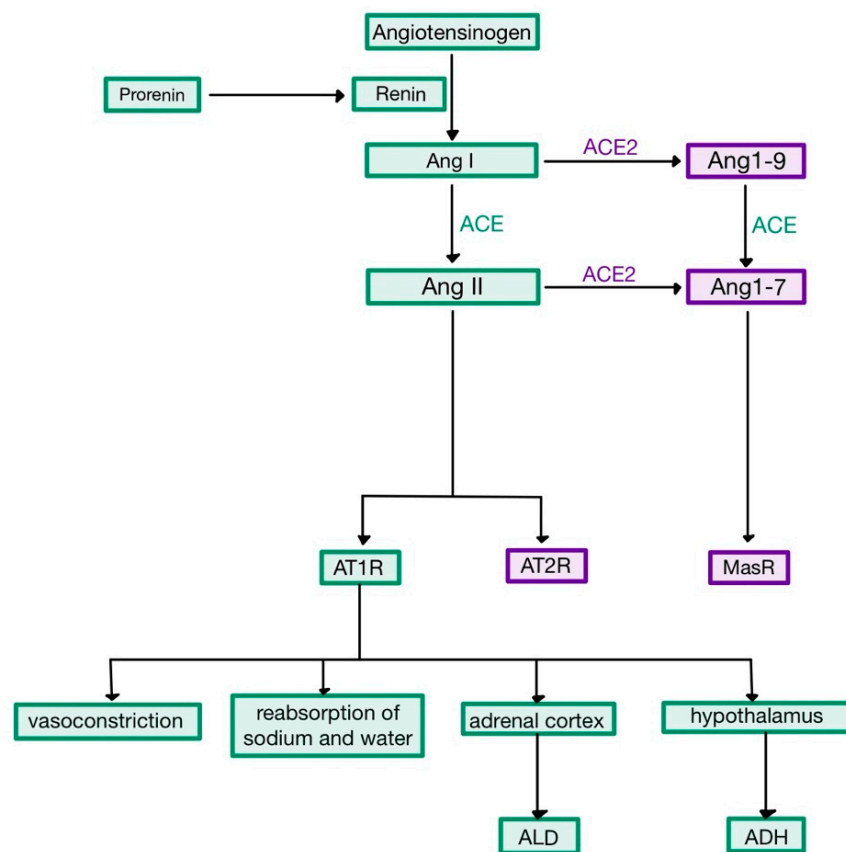 Angiotensinogen
Prorenin
Renin
Ang I
ACE2
Ang1-9
ACE
ACE
Ang II
ACE2
Ang1-7
AT1R
AT2R
MasR
vasoconstriction
reabsorption of
sodium and water
adrenal cortex
hypothalamus
ALD
ADH